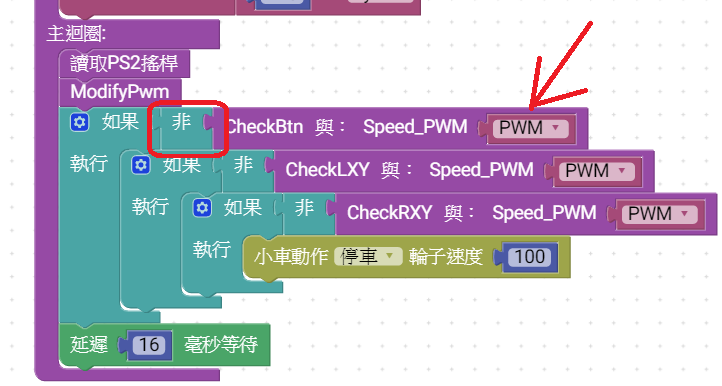 主迴圈:
讀取PS2搖桿
ModifyPwm
如果 非 CheckBtn 與： Speed_PWM PWM
執行 如果 非 CheckLXY 與： Speed_PWM PWM
執行 如果 非 CheckRXY 與： Speed_PWM PWM
執行 小車動作 停車 輪子速度 100
延遲 16 毫秒等待